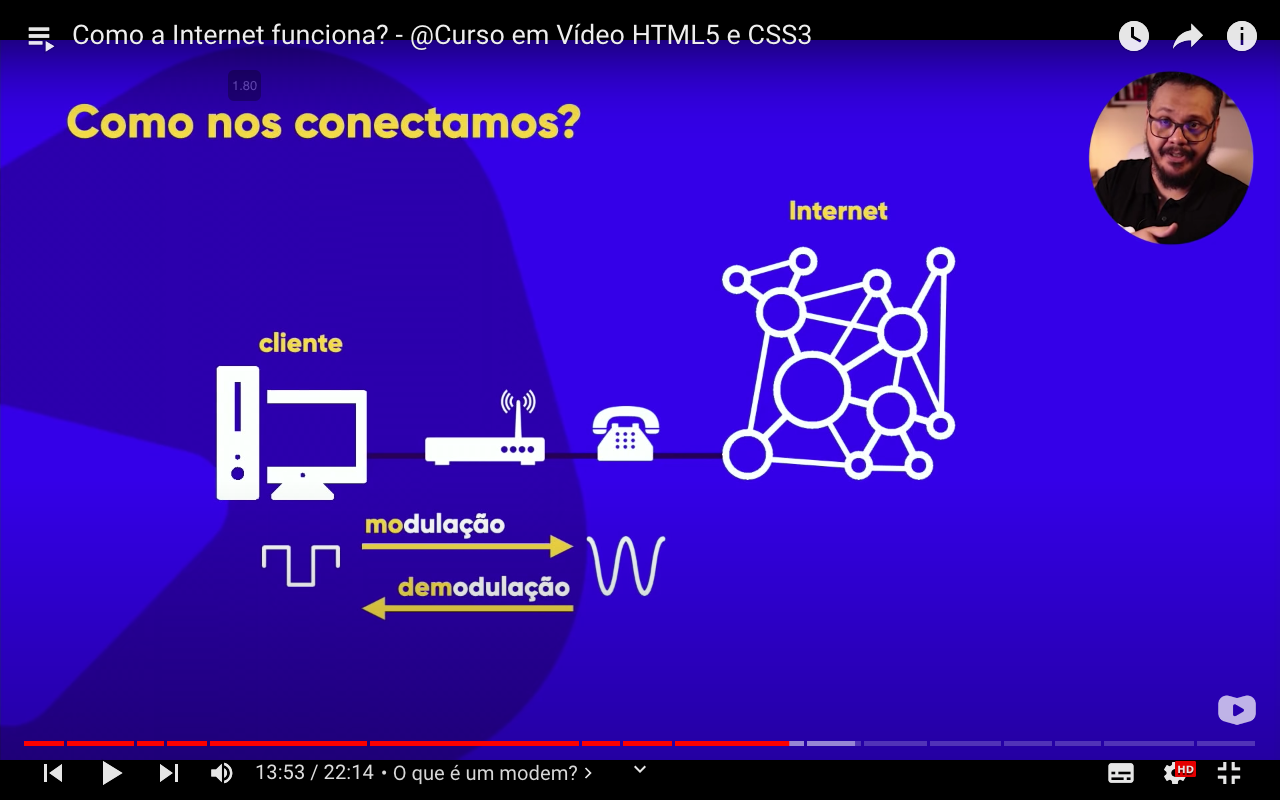 Como a Internet funciona? - @Curso em Vídeo HTML5 e CSS3
1.80
Como nos conectamos?
Internet
cliente
modulação
demodulação
13:53 / 22:14 • O que é um modem? >
HD